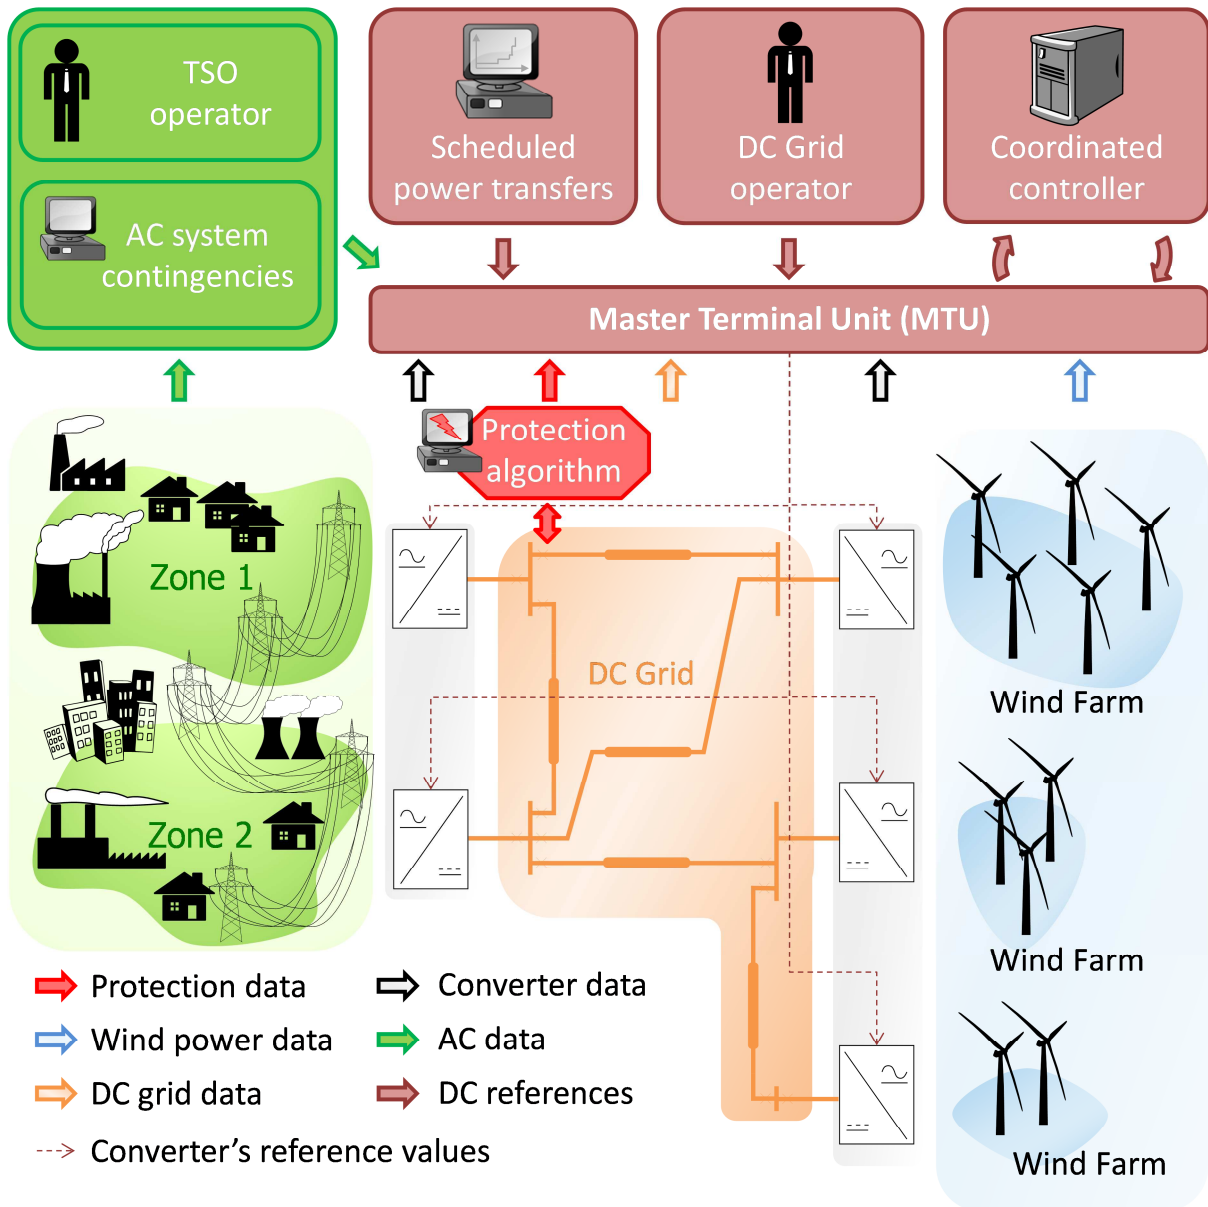 TSO
operator
AC system
contingencies
Scheduled
power transfers
DC Grid
operator
Coordinated
controller
Master Terminal Unit (MTU)
Protection
algorithm
Zone 1
Zone 2
DC Grid
Wind Farm
Wind Farm
Wind Farm
Protection data
Converter data
Wind power data
AC data
DC grid data
DC references
Converter’s reference values